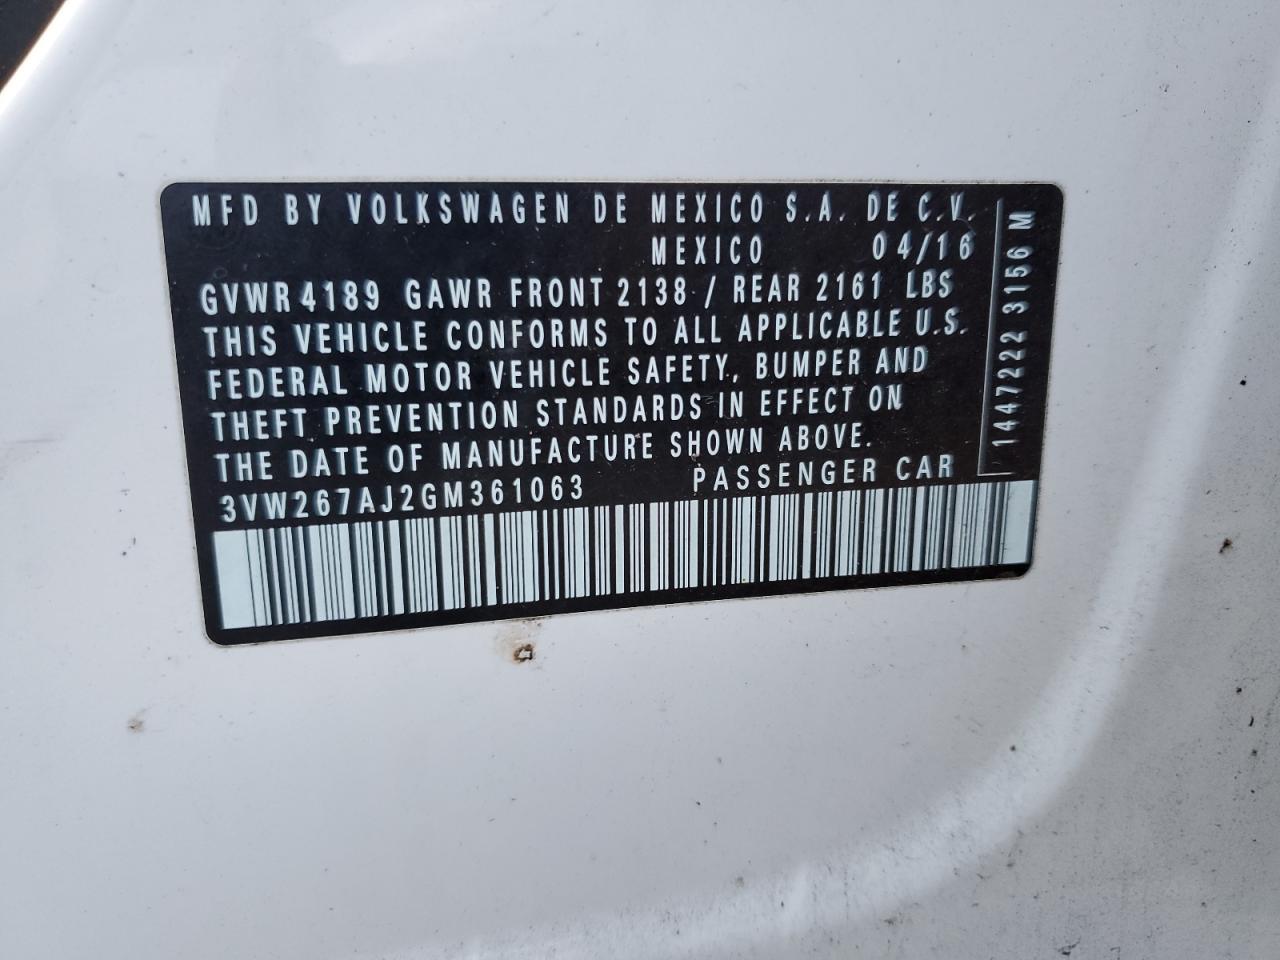 MFD BY VOLKSWAGEN DE MEXICO S.A. DE C.V.
MEXICO 04/16
GVWR 4189 GAWR FRONT 2138 / REAR 2161 LBS
THIS VEHICLE CONFORMS TO ALL APPLICABLE U.S.
FEDERAL MOTOR VEHICLE SAFETY, BUMPER AND
THEFT PREVENTION STANDARDS IN EFFECT ON
THE DATE OF MANUFACTURE SHOWN ABOVE.
3VW267AJ2GM361063 PASSENGER CAR
1447222 3156 M